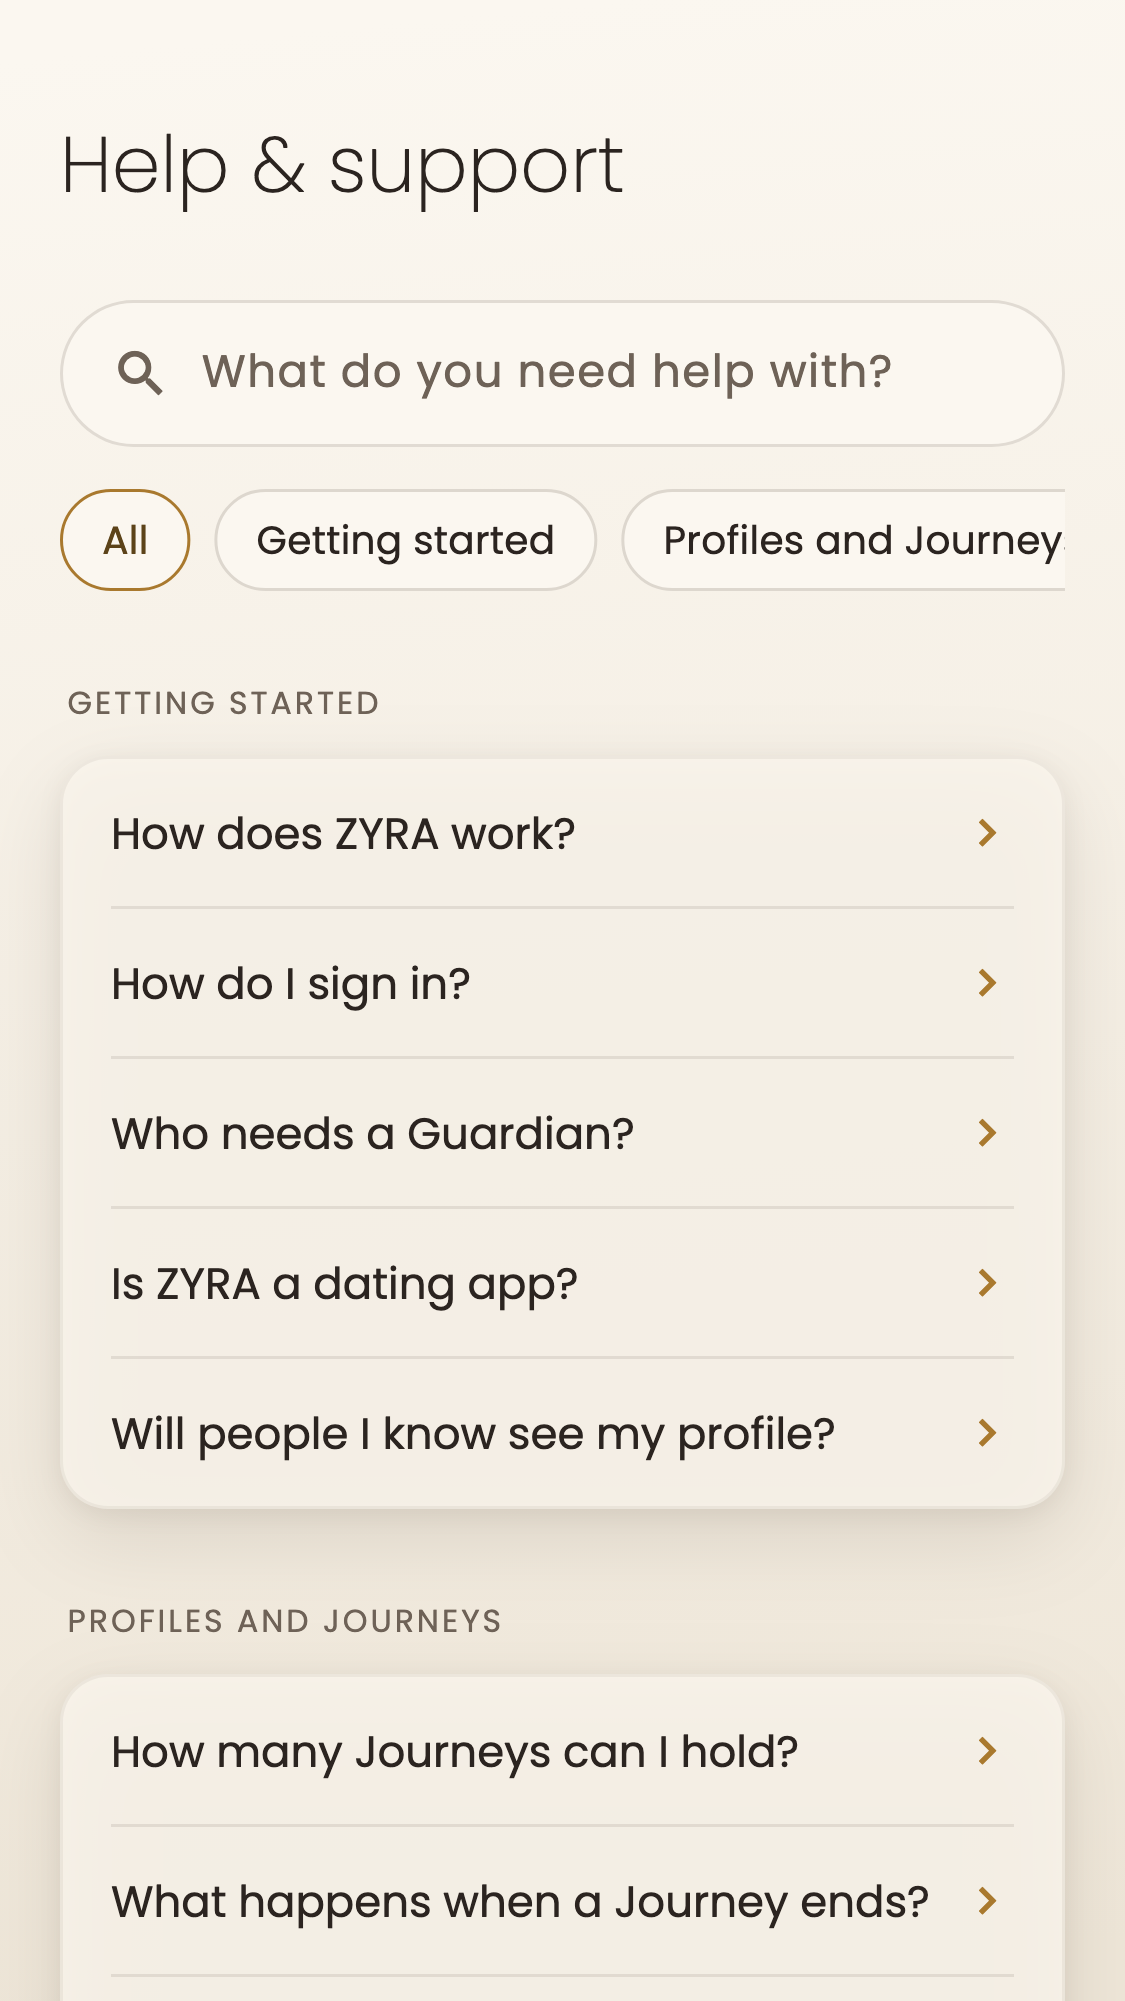 Help & support
What do you need help with?
All
Getting started
Profiles and Journeys
GETTING STARTED
How does ZYRA work?
How do I sign in?
Who needs a Guardian?
Is ZYRA a dating app?
Will people I know see my profile?
PROFILES AND JOURNEYS
How many Journeys can I hold?
What happens when a Journey ends?